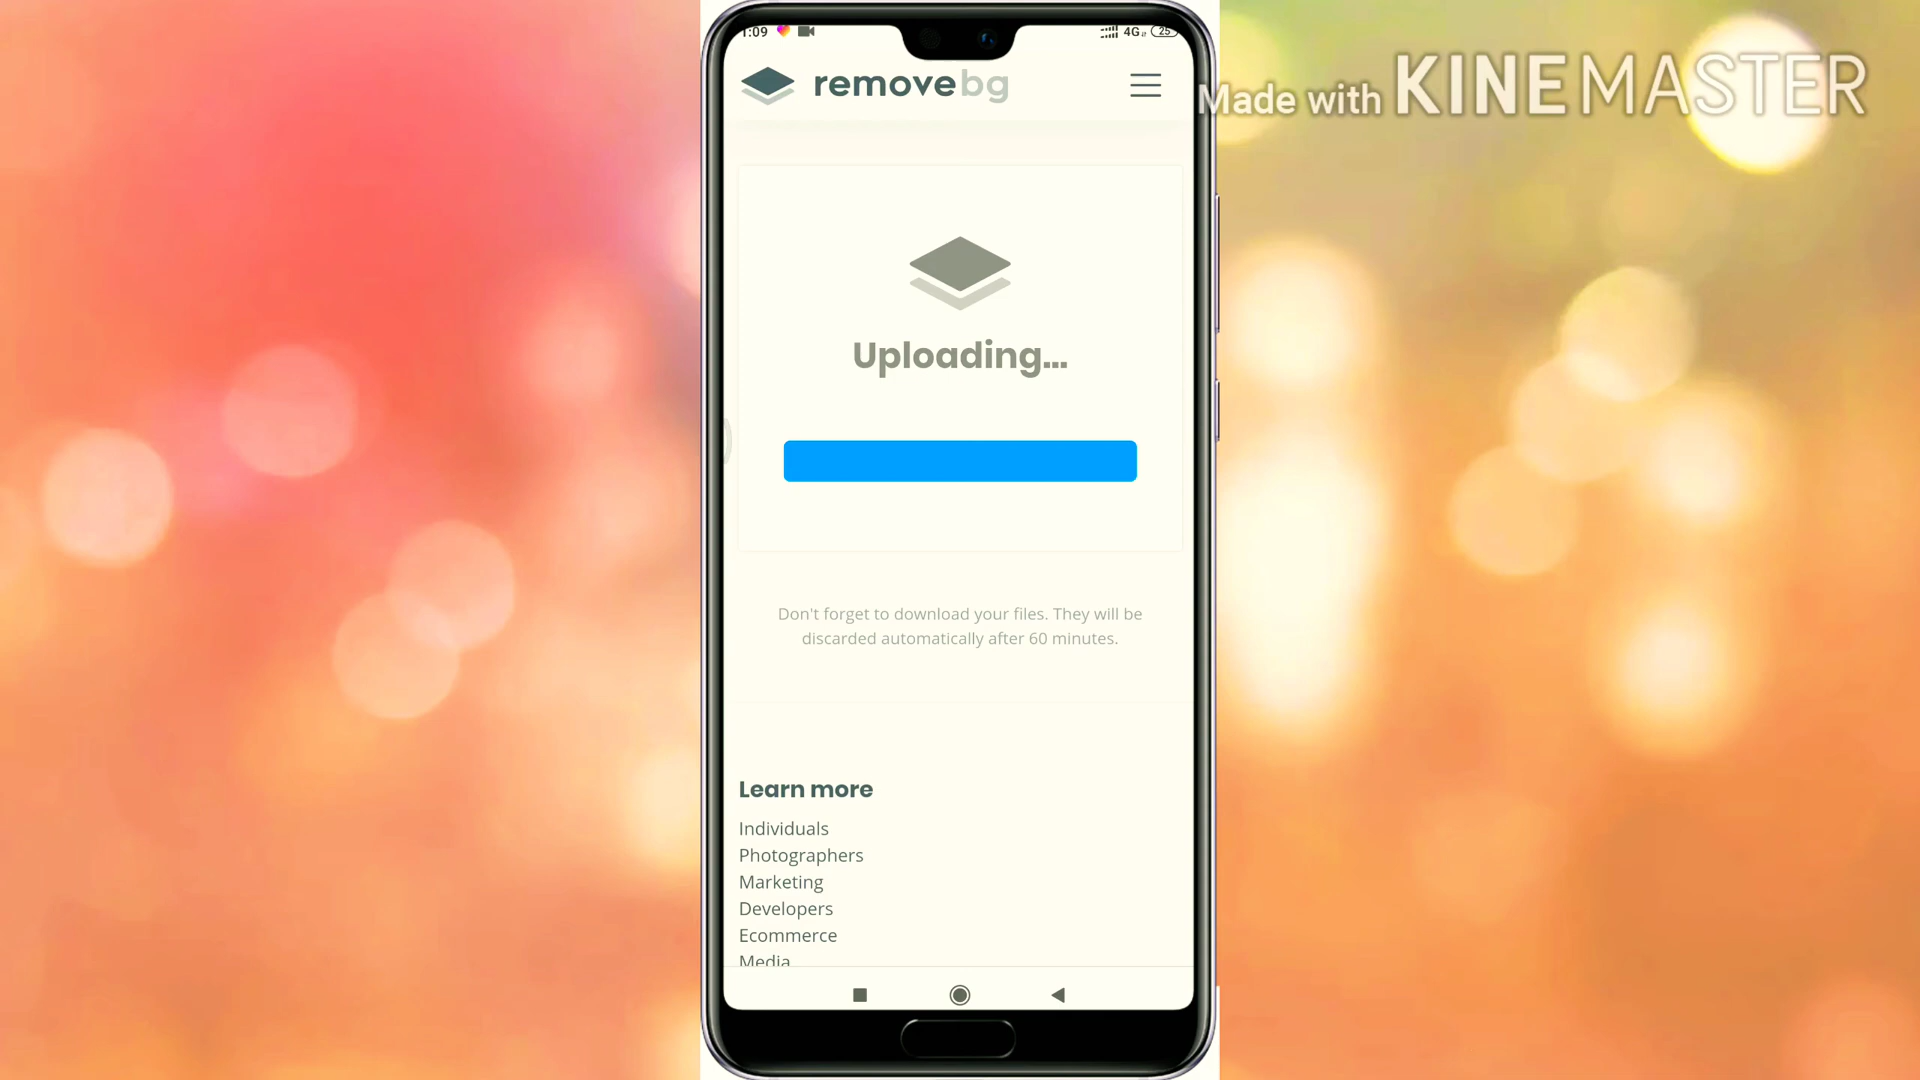 1:09
4G
25
removebg
Made with KINEMASTER
Uploading...
Don't forget to download your files. They will be
discarded automatically after 60 minutes.
Learn more
Individuals
Photographers
Marketing
Developers
Ecommerce
Media